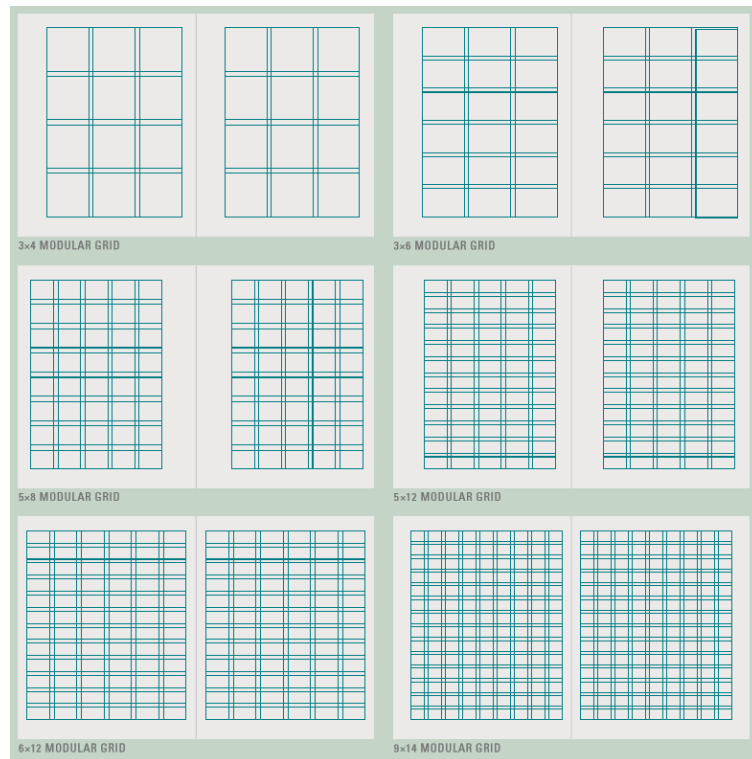 3×4 MODULAR GRID
3×6 MODULAR GRID
5×8 MODULAR GRID
5×12 MODULAR GRID
6×12 MODULAR GRID
9×14 MODULAR GRID